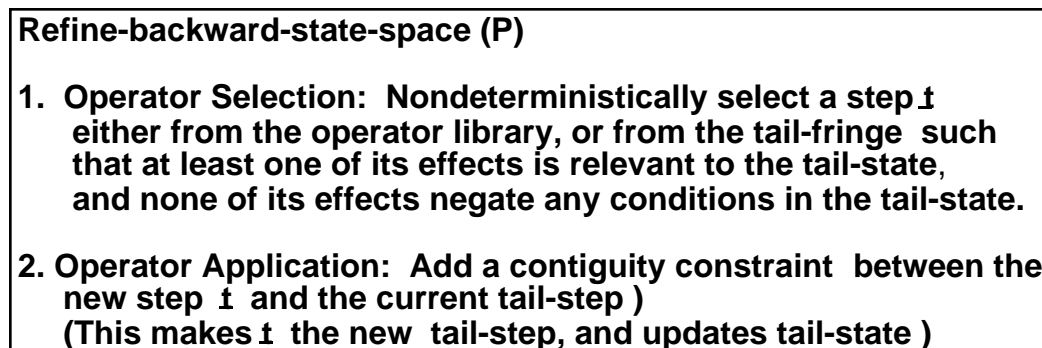 Refine-backward-state-space (P)
1. Operator Selection: Nondeterministically select a step t
either from the operator library, or from the tail-fringe such
that at least one of its effects is relevant to the tail-state,
and none of its effects negate any conditions in the tail-state.
2. Operator Application: Add a contiguity constraint between the
new step t and the current tail-step )
(This makes t the new tail-step, and updates tail-state )